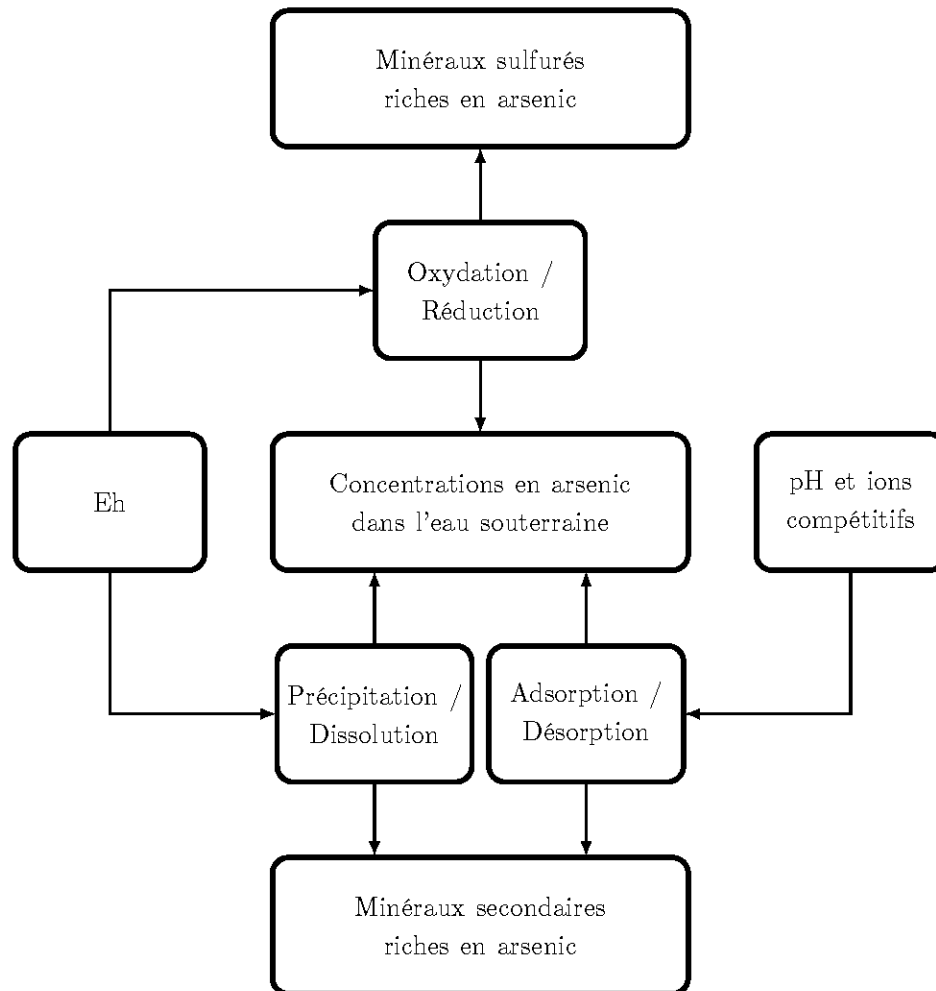 Minéraux sulfurés
riches en arsenic
Oxydation /
Réduction
Eh
Concentrations en arsenic
dans l'eau souterraine
pH et ions
compétitifs
Précipitation /
Dissolution
Adsorption /
Désorption
Minéraux secondaires
riches en arsenic